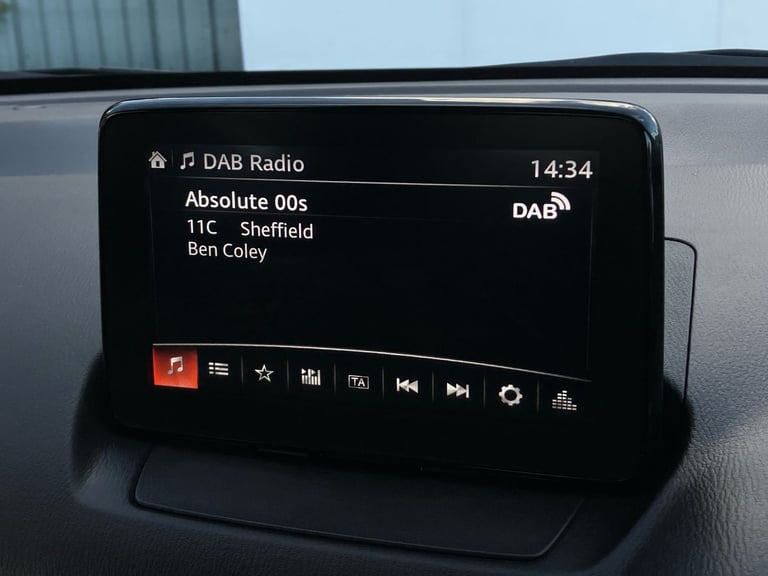 DAB Radio 14:34
Absolute 00s DAB
11C Sheffield
Ben Coley
TA